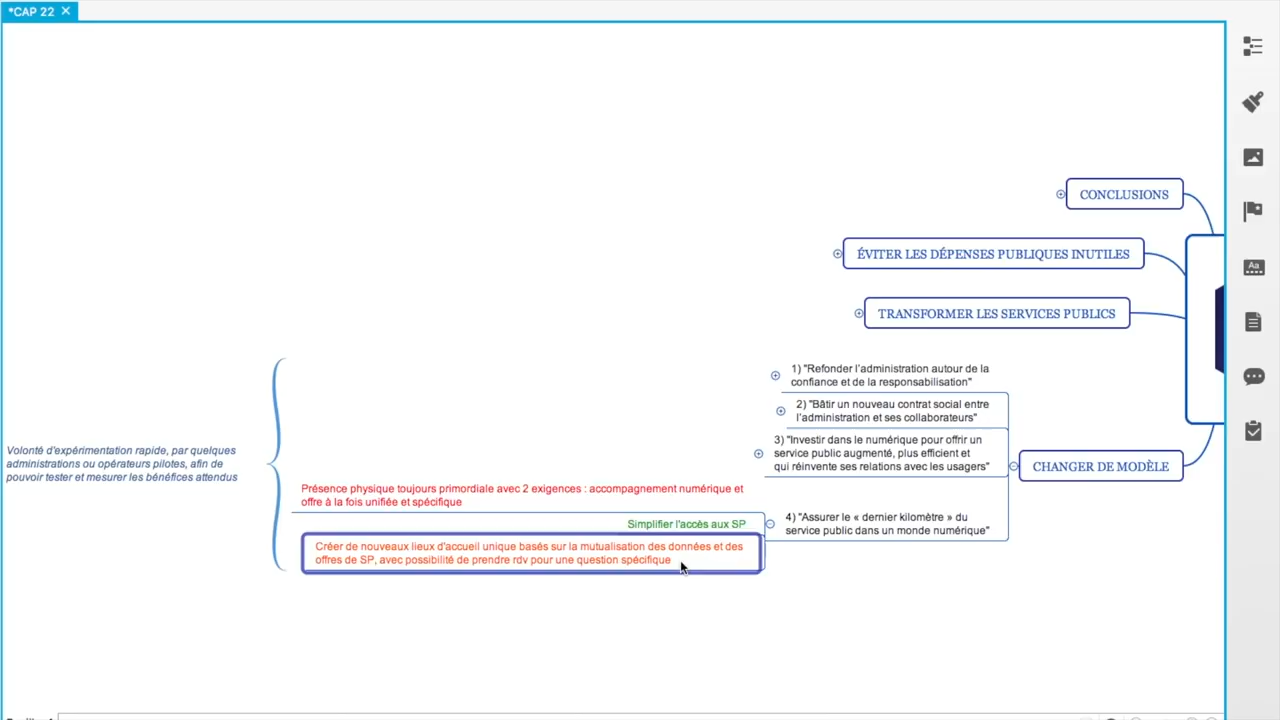 *CAP 22
CONCLUSIONS
ÉVITER LES DÉPENSES PUBLIQUES INUTILES
TRANSFORMER LES SERVICES PUBLICS
1) "Refonder l'administration autour de la
confiance et de la responsabilisation"
2) "Bâtir un nouveau contrat social entre
l'administration et ses collaborateurs"
3) "Investir dans le numérique pour offrir un
service public augmenté, plus efficient et
qui réinvente ses relations avec les usagers"
CHANGER DE MODÈLE
4) "Assurer le « dernier kilomètre » du
service public dans un monde numérique"
Présence physique toujours primordiale avec 2 exigences : accompagnement numérique et
offre à la fois unifiée et spécifique
Simplifier l'accès aux SP
Créer de nouveaux lieux d'accueil unique basés sur la mutualisation des données et des
offres de SP, avec possibilité de prendre rdv pour une question spécifique
Volonté d'expérimentation rapide, par quelques
administrations ou opérateurs pilotes, afin de
pouvoir tester et mesurer les bénéfices attendus
Aa